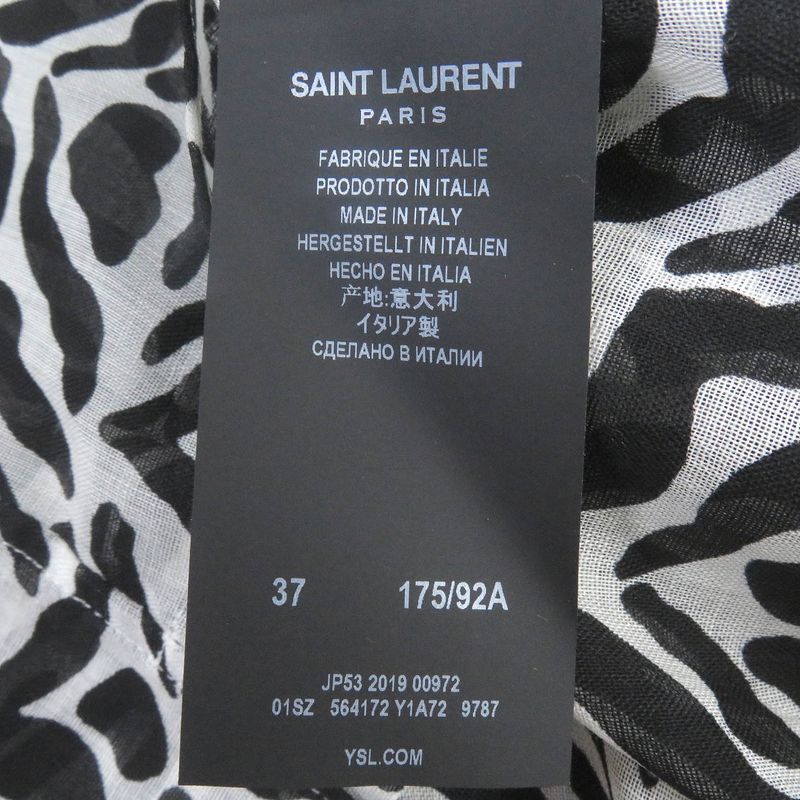 SAINT LAURENT
PARIS
FABRIQUE EN ITALIE
PRODOTTO IN ITALIA
MADE IN ITALY
HERGESTELLT IN ITALIEN
HECHO EN ITALIA
产地:意大利
イタリア製
СДЕЛАНО В ИТАЛИИ
37 175/92A
JP53 2019 00972
01SZ 564172 Y1A72 9787
YSL.COM